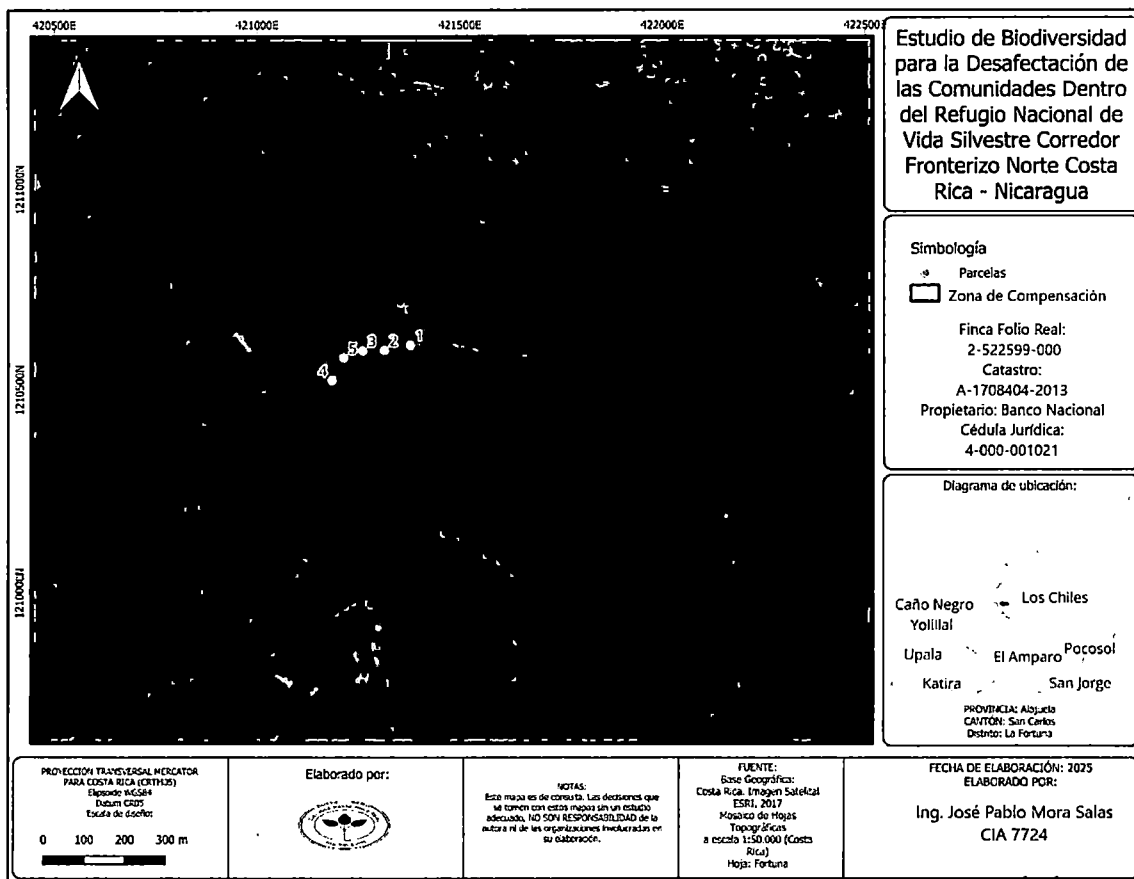 420500E
421000E
421500E
422000E
422500E
1211000N
1210500N
1210000N
1
2
3
5
4
Estudio de Biodiversidad
para la Desafectación de
las Comunidades Dentro
del Refugio Nacional de
Vida Silvestre Corredor
Fronterizo Norte Costa
Rica - Nicaragua
Simbología
Parcelas
Zona de Compensación
Finca Folio Real:
2-522599-000
Catastro:
A-1708404-2013
Propietario: Banco Nacional
Cédula Jurídica:
4-000-001021
Diagrama de ubicación:
Caño Negro
Los Chiles
Yolillal
Upala
El Amparo
Pocosol
Katira
San Jorge
PROVINCIA: Alajuela
CANTÓN: San Carlos
Distrito: La Fortuna
PROYECCIÓN TRANSVERSAL MERCATOR
PARA COSTA RICA (CRTM05)
Elipsoide WGS84
Datum CR05
Escala de diseño:
0 100 200 300 m
Elaborado por:
NOTAS:
Este mapa es de consulta. Las decisiones que
se tomen con estos mapas sin un estudio
adecuado, NO SON RESPONSABILIDAD de la
autora ni de las organizaciones involucradas en
su elaboración.
FUENTE:
Base Geográfica:
Costa Rica. Imagen Satelital
ESRI, 2017
Mosaico de Hojas
Topográficas
a escala 1:50.000 (Costa
Rica)
Hoja: Fortuna
FECHA DE ELABORACIÓN: 2025
ELABORADO POR:
Ing. José Pablo Mora Salas
CIA 7724